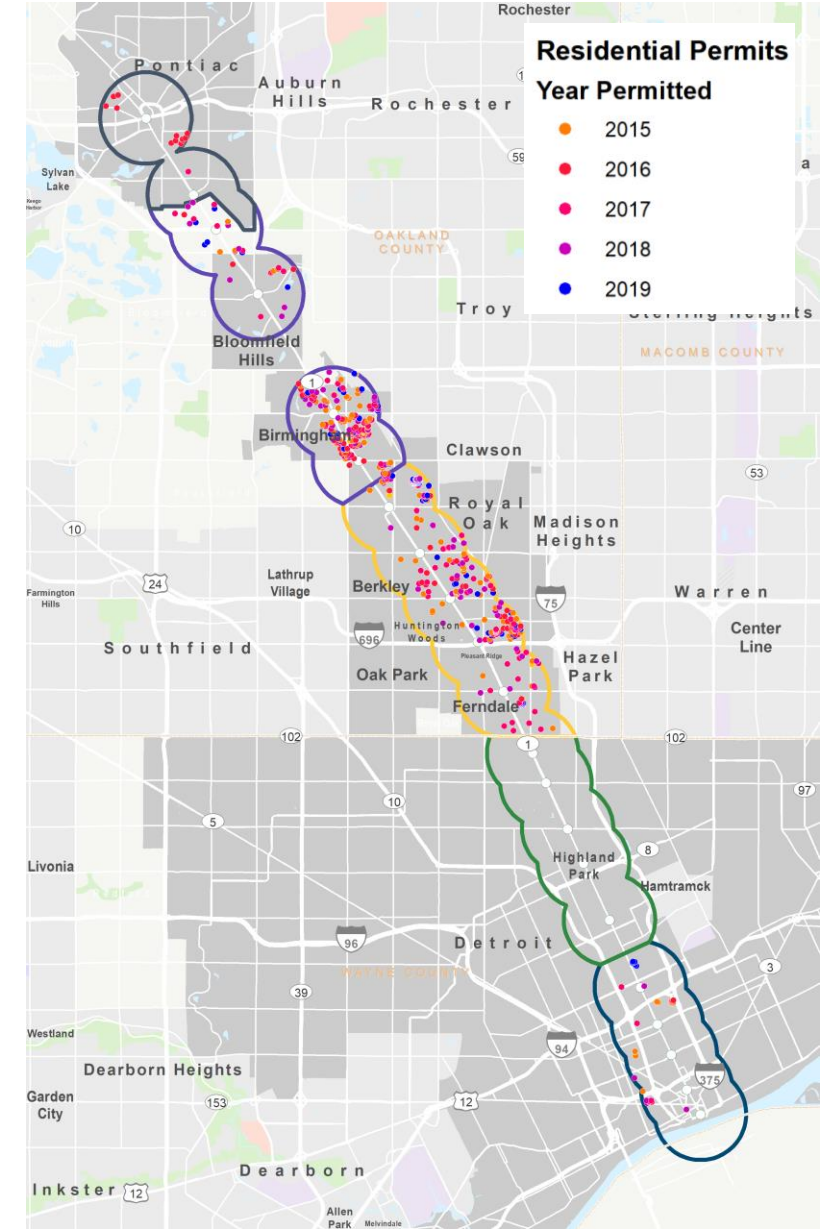 Rochester
Residential Permits
Year Permitted
2015
2016
2017
2018
2019
Pontiac
Auburn
Hills
Rochester
1
59
a
Sylvan
Lake
OAKLAND
COUNTY
Troy
Sterling Heights
Bloomfield
Hills
MACOMB COUNTY
1
Birmingham
Clawson
53
Royal
Oak
Madison
Heights
10
24
Lathrup
Village
Berkley
Farmington
Hills
75
Warren
Huntington
Woods
696
Center
Line
Southfield
Pleasant Ridge
Hazel
Park
Oak Park
Ferndale
102
1
102
97
10
5
8
Highland
Park
Livonia
Hamtramck
Detroit
96
3
WAYNE COUNTY
39
Westland
94
Dearborn Heights
375
Garden
City
153
12
Dearborn
Inkster
12
Allen
Park
Melvindale